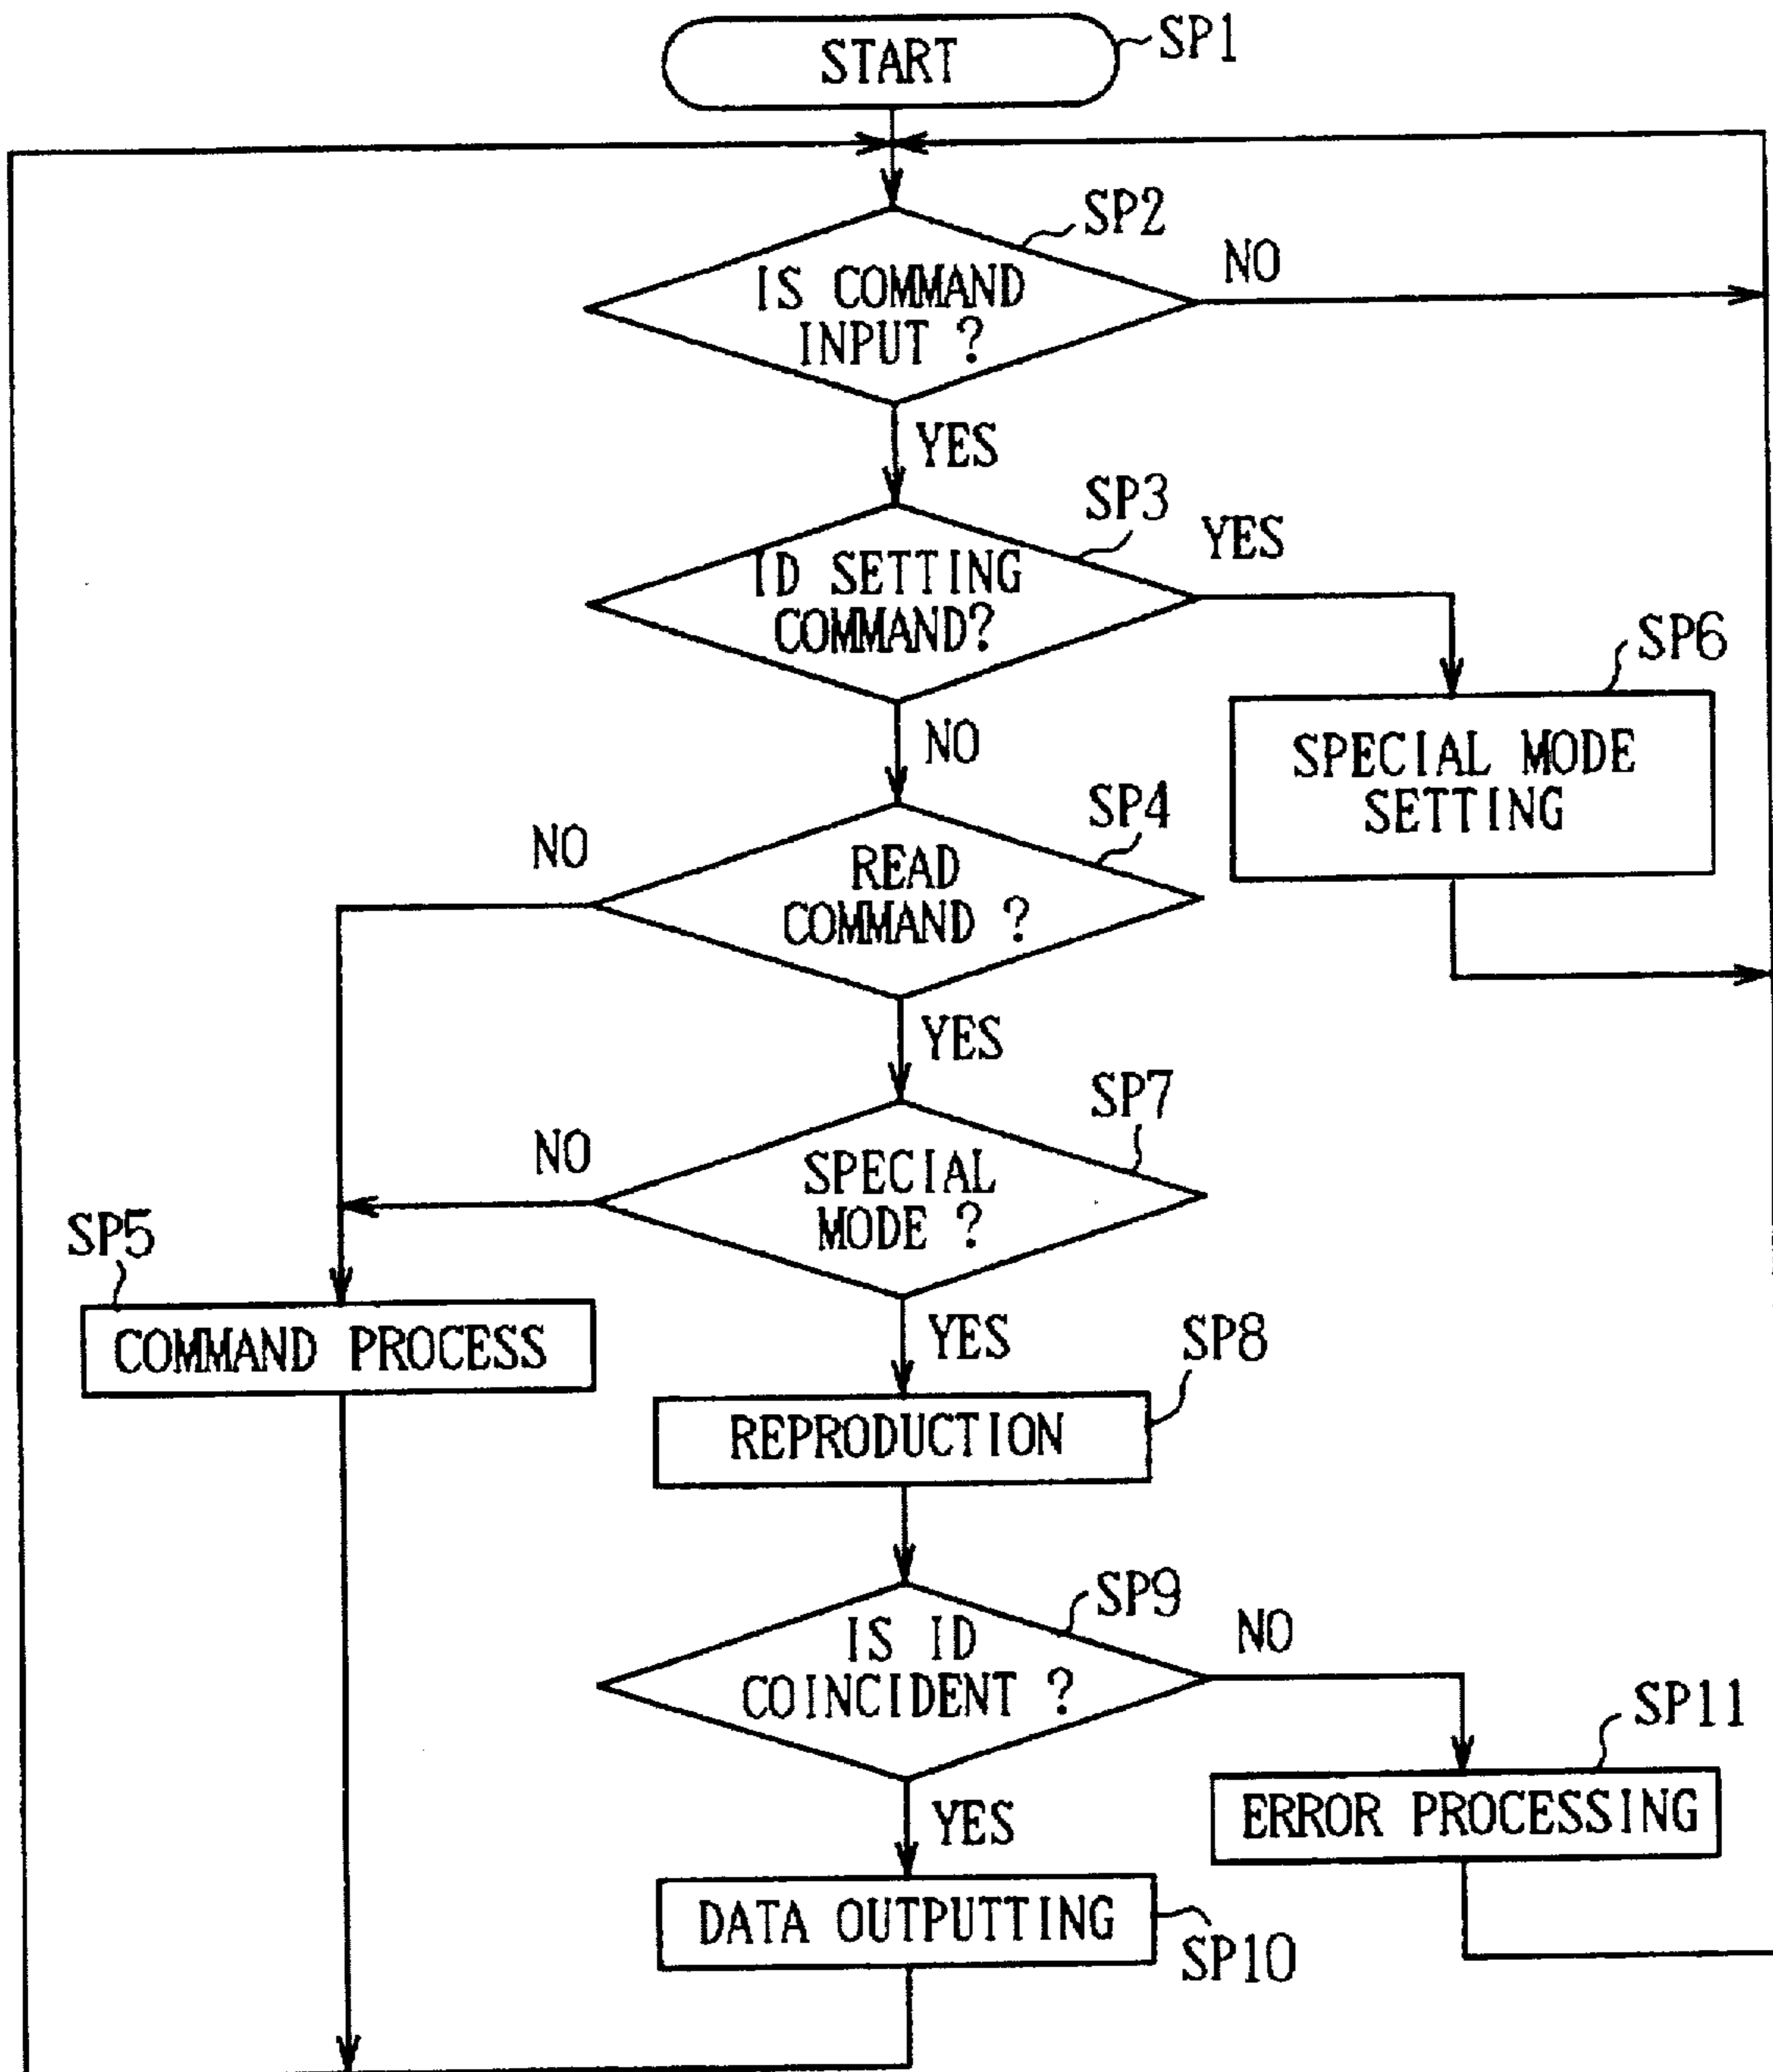 START
SP1
SP2
IS COMMAND
INPUT ?
NO
YES
SP3
ID SETTING
COMMAND?
YES
NO
SP6
SPECIAL MODE
SETTING
SP4
READ
COMMAND ?
NO
YES
SP7
SPECIAL
MODE ?
NO
SP5
COMMAND PROCESS
YES
SP8
REPRODUCTION
SP9
IS ID
COINCIDENT ?
NO
SP11
ERROR PROCESSING
YES
DATA OUTPUTTING
SP10